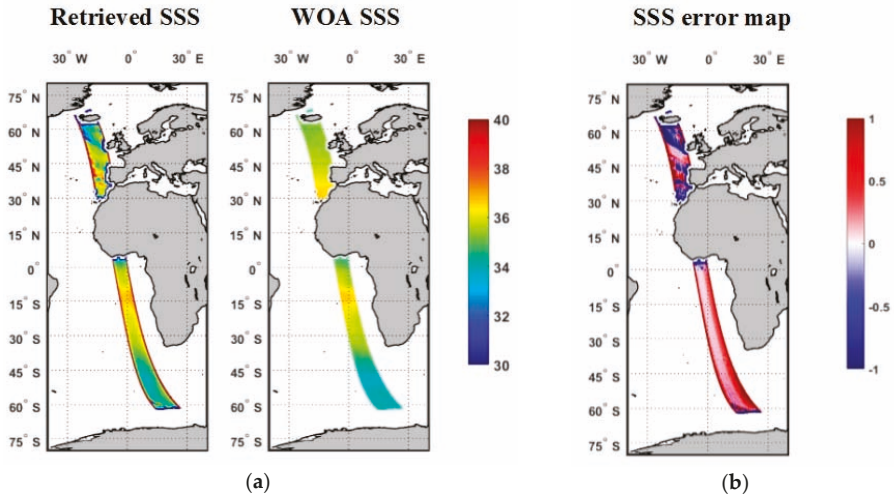 Retrieved SSS
WOA SSS
SSS error map
30° W
0°
30° E
30° W
0°
30° E
30° W
0°
30° E
75° N
60° N
45° N
30° N
15° N
0°
15° S
30° S
45° S
60° S
75° S
75° N
60° N
45° N
30° N
15° N
0°
15° S
30° S
45° S
60° S
75° S
40
38
36
34
32
30
75° N
60° N
45° N
30° N
15° N
0°
15° S
30° S
45° S
60° S
75° S
1
0.5
0
-0.5
-1
(a)
(b)